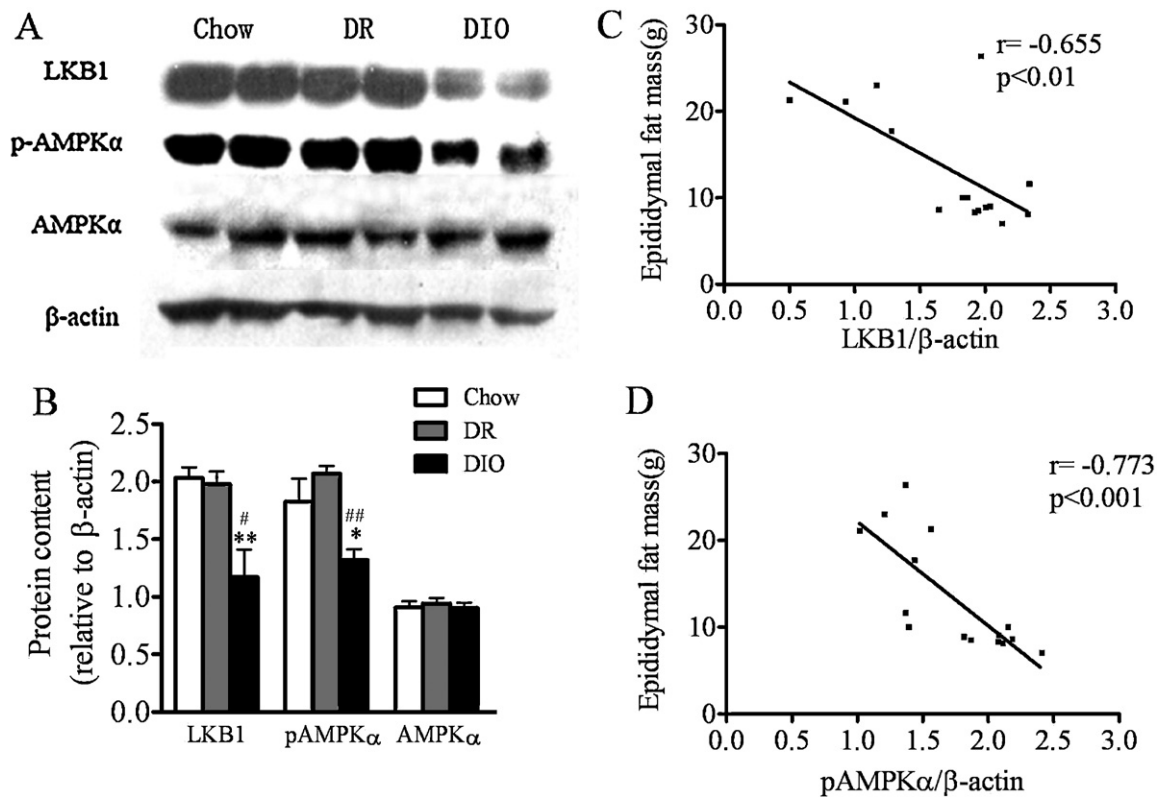 A
Chow DR DIO
LKB1
p-AMPKα
AMPKα
β-actin
B
Chow
DR
DIO
Protein content
(relative to β-actin)
2.5
2.0
1.5
1.0
0.5
0.0
#
**
##
*
LKB1 pAMPKα AMPKα
C
r= -0.655
p<0.01
Epididymal fat mass(g)
30
20
10
0
0.0 0.5 1.0 1.5 2.0 2.5 3.0
LKB1/β-actin
D
r= -0.773
p<0.001
Epididymal fat mass(g)
30
20
10
0
0.0 0.5 1.0 1.5 2.0 2.5 3.0
pAMPKα/β-actin